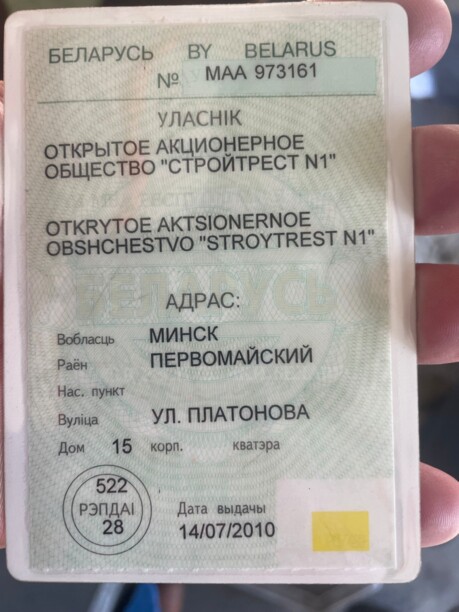 БЕЛАРУСЬ BY BELARUS
№ МАА 973161
УЛАСНІК
ОТКРЫТОЕ АКЦИОНЕРНОЕ
ОБЩЕСТВО "СТРОЙТРЕСТ N1"
OTKRYTOE AKTSIONERNOE
OBSHCHESTVO "STROYTREST N1"
БЕЛАРУСЬ
АДРАС:
Вобласць МИНСК
Раён ПЕРВОМАЙСКИЙ
Нас. пункт
Вуліца УЛ. ПЛАТОНОВА
Дом 15 корп. кватэра
522
РЭПДАІ
28
Дата выдачы
14/07/2010